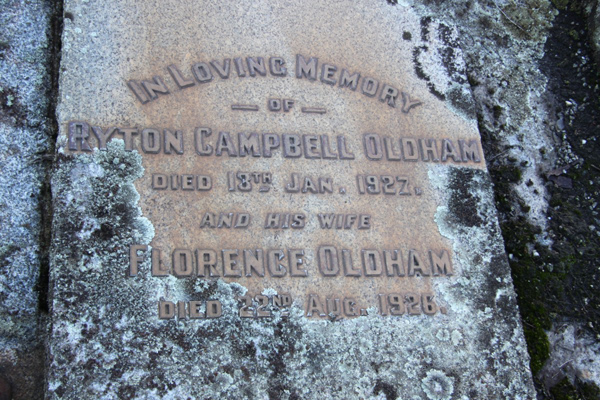 IN LOVING MEMORY
— OF —
RYTON CAMPBELL OLDHAM
DIED 13TH JAN. 1927.
AND HIS WIFE
FLORENCE OLDHAM
DIED 22ND AUG. 1926.